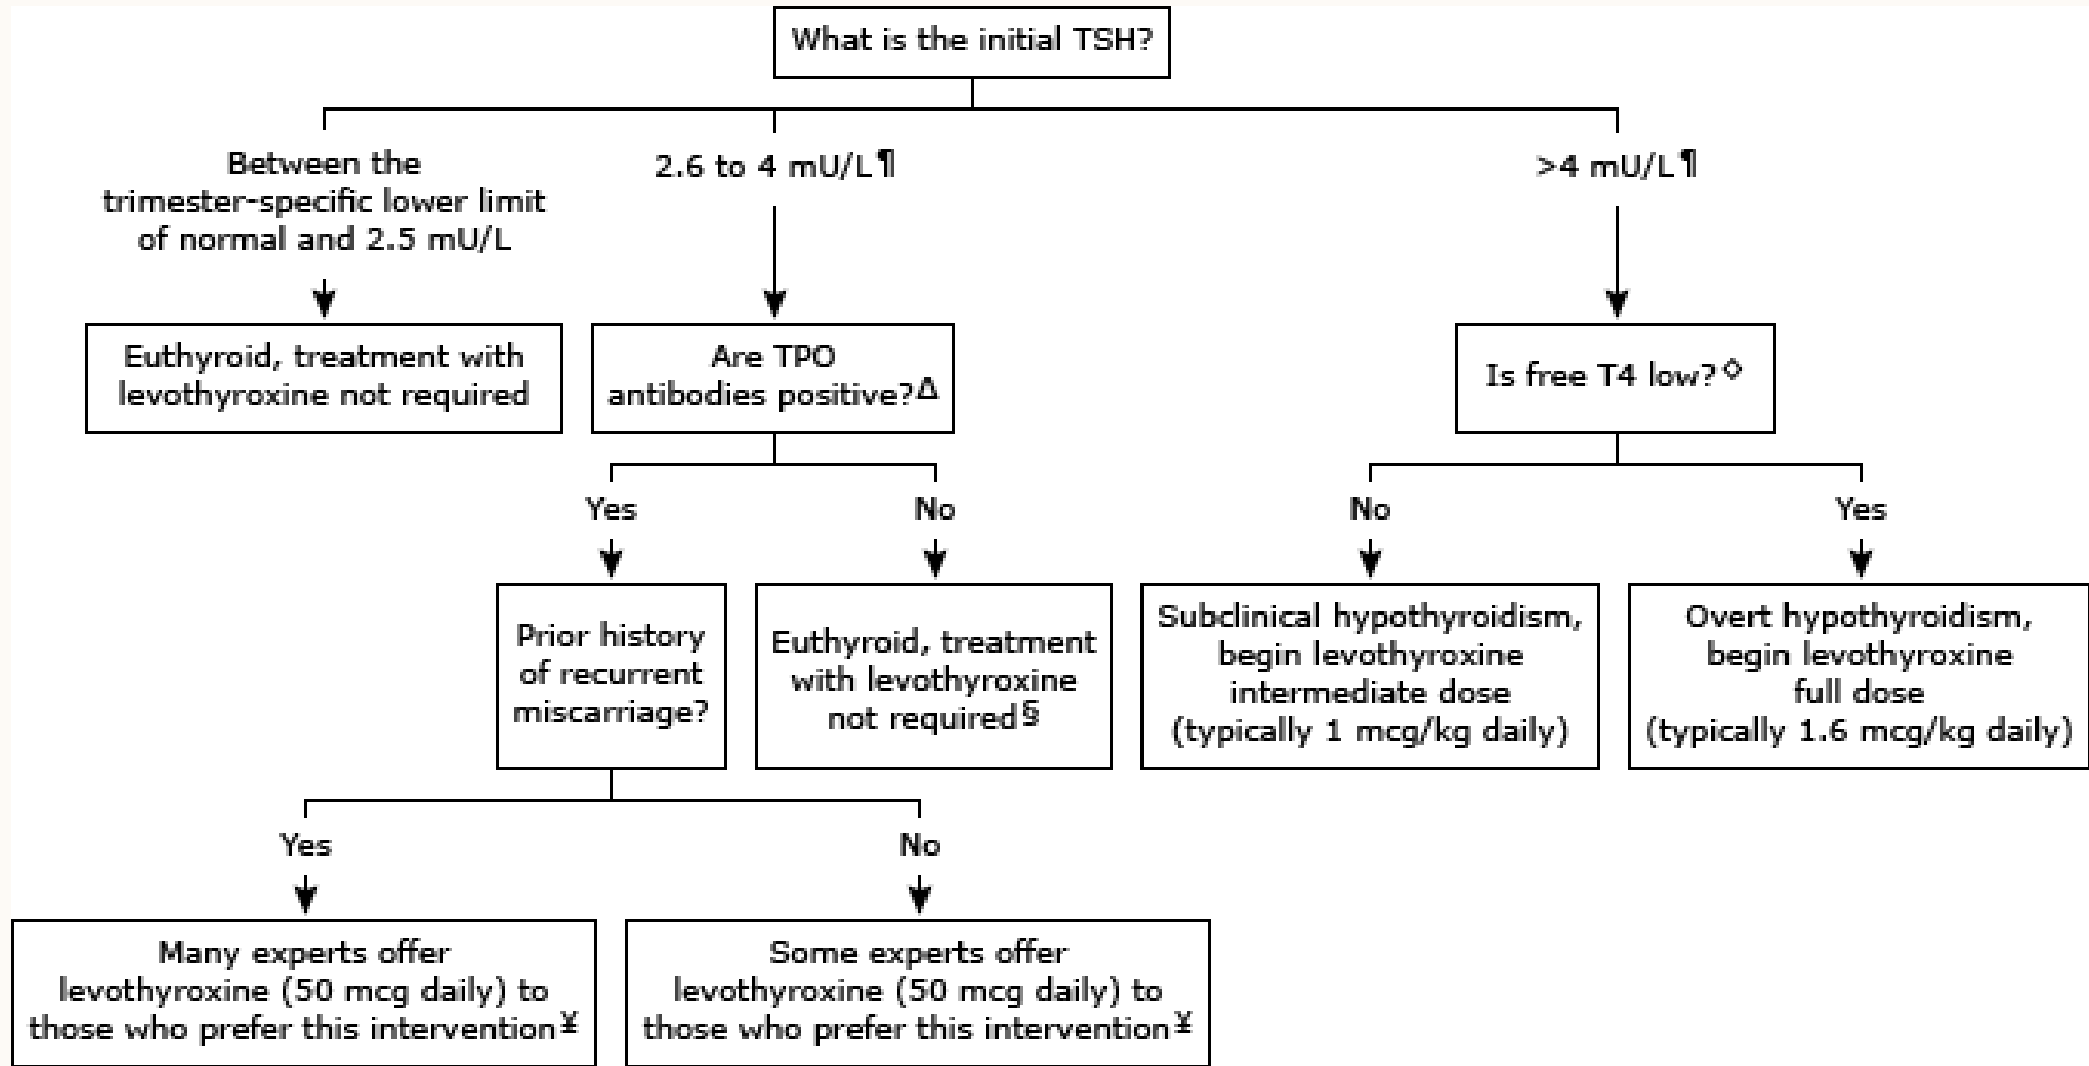 What is the initial TSH?
Between the
trimester-specific lower limit
of normal and 2.5 mU/L
2.6 to 4 mU/L¶
>4 mU/L¶
Euthyroid, treatment with
levothyroxine not required
Are TPO
antibodies positive?Δ
Is free T4 low?◊
Yes
No
No
Yes
Prior history
of recurrent
miscarriage?
Euthyroid, treatment
with levothyroxine
not required§
Subclinical hypothyroidism,
begin levothyroxine
intermediate dose
(typically 1 mcg/kg daily)
Overt hypothyroidism,
begin levothyroxine
full dose
(typically 1.6 mcg/kg daily)
Yes
No
Many experts offer
levothyroxine (50 mcg daily) to
those who prefer this intervention¥
Some experts offer
levothyroxine (50 mcg daily) to
those who prefer this intervention¥